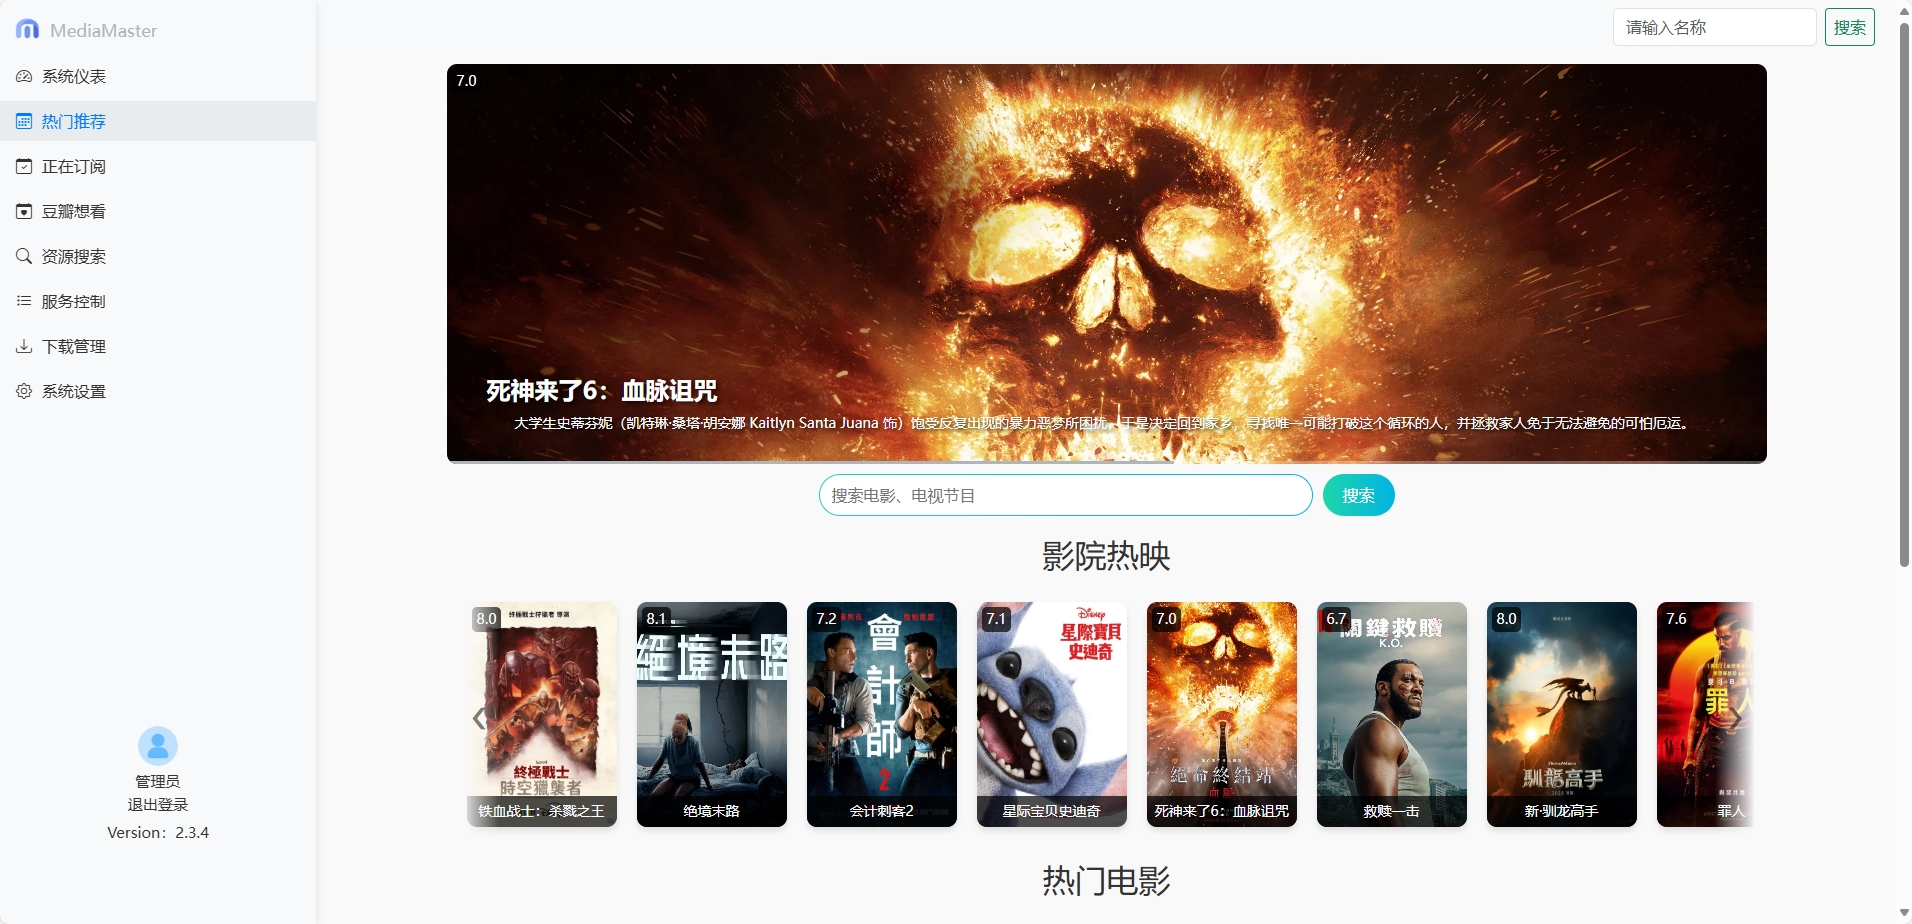 MediaMaster
系统仪表
热门推荐
正在订阅
豆瓣想看
资源搜索
服务控制
下载管理
系统设置
管理员
退出登录
Version：2.3.4
请输入名称
搜索
7.0
死神来了6：血脉诅咒
大学生史蒂芬妮（凯特琳·桑塔·胡安娜 Kaitlyn Santa Juana 饰）饱受反复出现的暴力恶梦所困扰，于是决定回到家乡，寻找唯一可能打破这个循环的人，并拯救家人免于无法避免的可怕厄运。
搜索电影、电视节目
搜索
影院热映
8.0
終極戰士狩獵者 導演
終極戰士
時空獵襲者
铁血战士：杀戮之王
8.1
絕境末路
绝境末路
7.2
會計師
2
会计刺客2
7.1
Disney
星際寶貝
史迪奇
星际宝贝史迪奇
7.0
絕命終結站
血脈
死神来了6：血脉诅咒
6.7
關鍵救贖
K.O.
救赎一击
8.0
馴龍高手
新·驯龙高手
7.6
罪人
罪人
热门电影